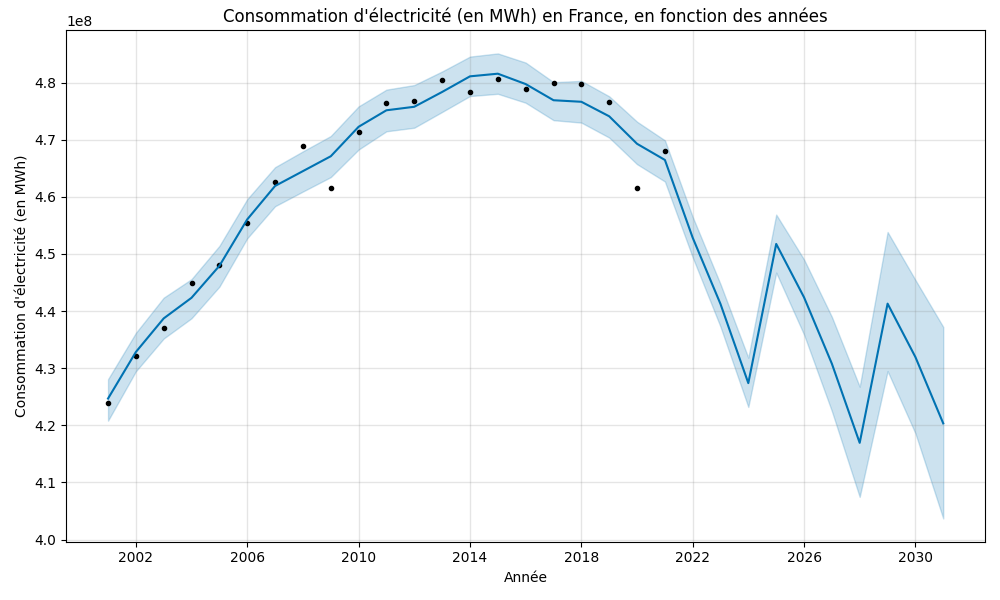 Consommation d'électricité (en MWh) en France, en fonction des années
1e8
4.8
4.7
4.6
4.5
4.4
4.3
4.2
4.1
4.0
Consommation d'électricité (en MWh)
2002 2006 2010 2014 2018 2022 2026 2030
Année